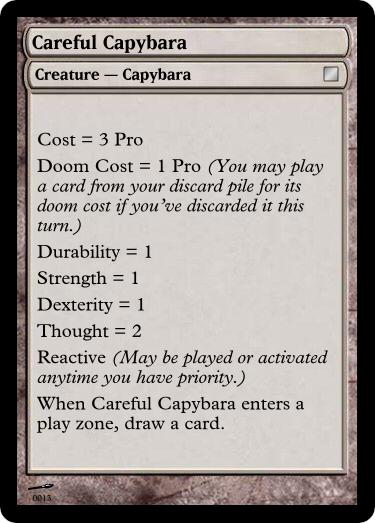 Careful Capybara
Creature — Capybara
Cost = 3 Pro
Doom Cost = 1 Pro (You may play
a card from your discard pile for its
doom cost if you've discarded it this
turn.)
Durability = 1
Strength = 1
Dexterity = 1
Thought = 2
Reactive (May be played or activated
anytime you have priority.)
When Careful Capybara enters a
play zone, draw a card.
0013